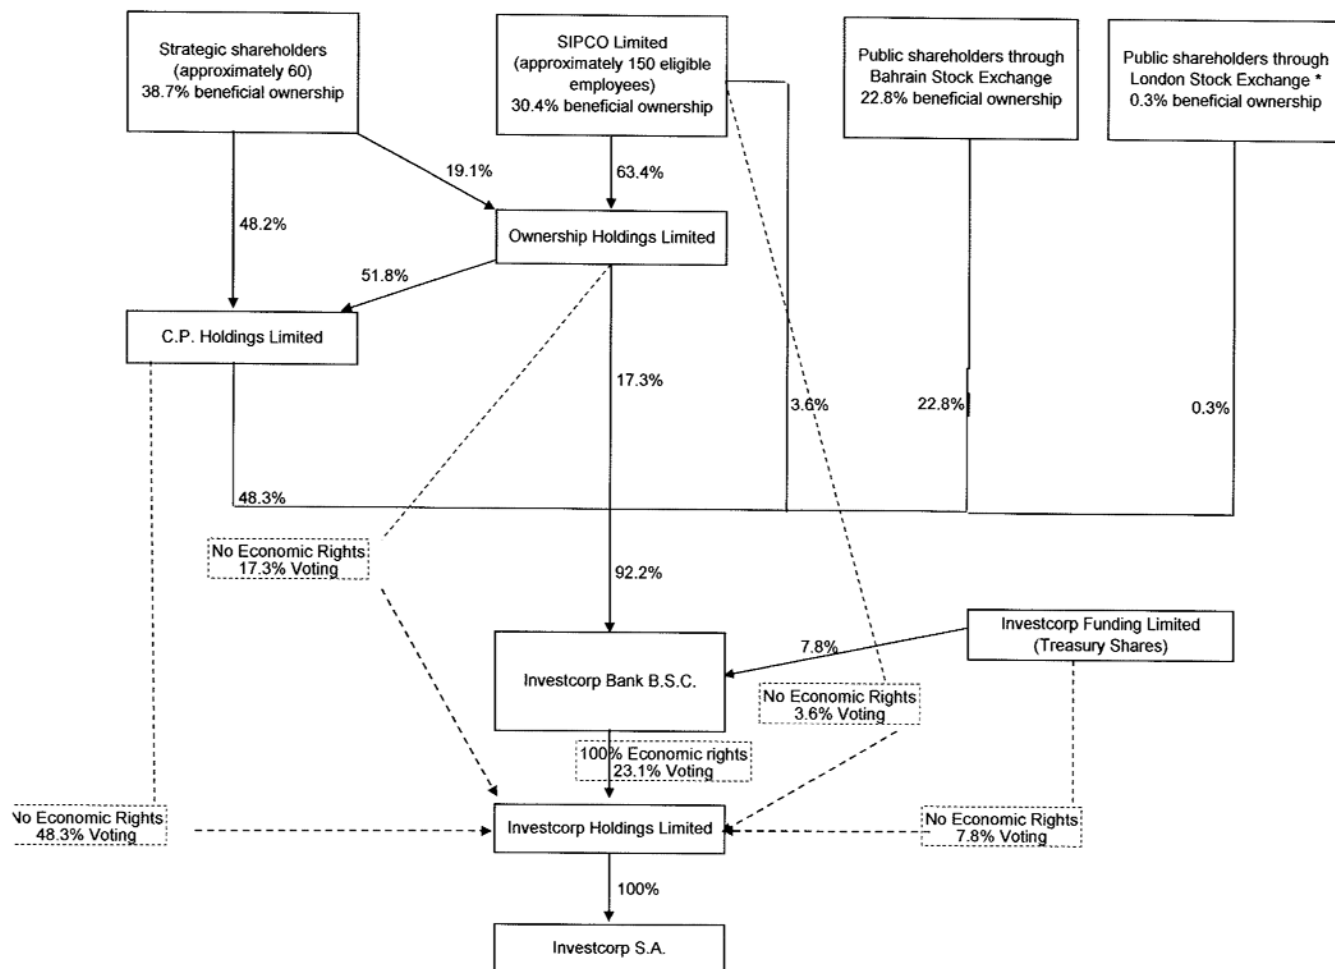 Strategic shareholders
(approximately 60)
38.7% beneficial ownership
SIPCO Limited
(approximately 150 eligible
employees)
30.4% beneficial ownership
Public shareholders through
Bahrain Stock Exchange
22.8% beneficial ownership
Public shareholders through
London Stock Exchange *
0.3% beneficial ownership
19.1%
63.4%
48.2%
Ownership Holdings Limited
51.8%
C.P. Holdings Limited
17.3%
3.6%
22.8%
0.3%
48.3%
No Economic Rights
17.3% Voting
92.2%
Investcorp Funding Limited
(Treasury Shares)
7.8%
Investcorp Bank B.S.C.
No Economic Rights
3.6% Voting
100% Economic rights
23.1% Voting
No Economic Rights
48.3% Voting
Investcorp Holdings Limited
No Economic Rights
7.8% Voting
100%
Investcorp S.A.